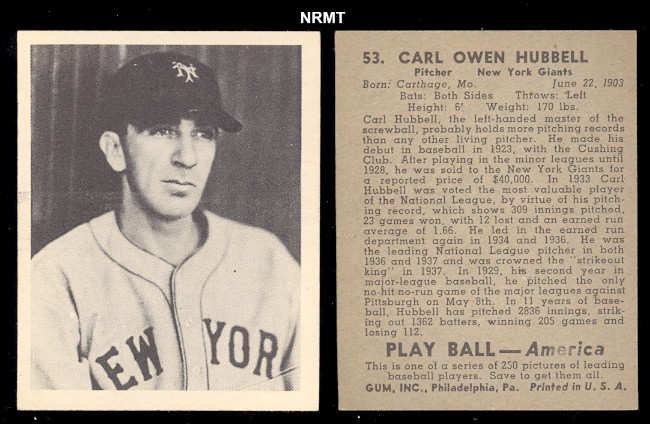 NRMT
NY
NEW YOR
53. CARL OWEN HUBBELL
Pitcher New York Giants
Born: Carthage, Mo. June 22, 1903
Bats: Both Sides Throws: Left
Height: 6' Weight: 170 lbs.
Carl Hubbell, the left-handed master of the
screwball, probably holds more pitching records
than any other living pitcher. He made his
debut in baseball in 1923, with the Cushing
Club. After playing in the minor leagues until
1928, he was sold to the New York Giants for
a reported price of $40,000. In 1933 Carl
Hubbell was voted the most valuable player
of the National League, by virtue of his pitch-
ing record, which shows 309 innings pitched,
23 games won, with 12 lost and an earned run
average of 1.66. He led in the earned run
department again in 1934 and 1936. He was
the leading National League pitcher in both
1936 and 1937 and was crowned the "strikeout
king" in 1937. In 1929, his second year in
major-league baseball, he pitched the only
no-hit no-run game of the major leagues against
Pittsburgh on May 8th. In 11 years of base-
ball, Hubbell has pitched 2836 innings, strik-
ing out 1362 batters, winning 205 games and
losing 112.
PLAY BALL — America
This is one of a series of 250 pictures of leading
baseball players. Save to get them all.
GUM, INC., Philadelphia, Pa. Printed in U. S. A.